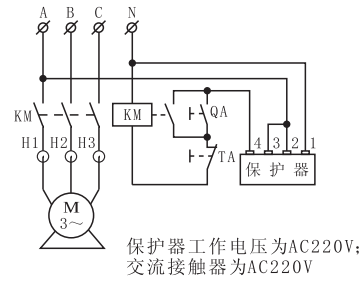 A B C N
KM
KM
QA
H1 H2 H3
TA
4 3 2 1
保护器
M
3~
保护器工作电压为AC220V;
交流接触器为AC220V